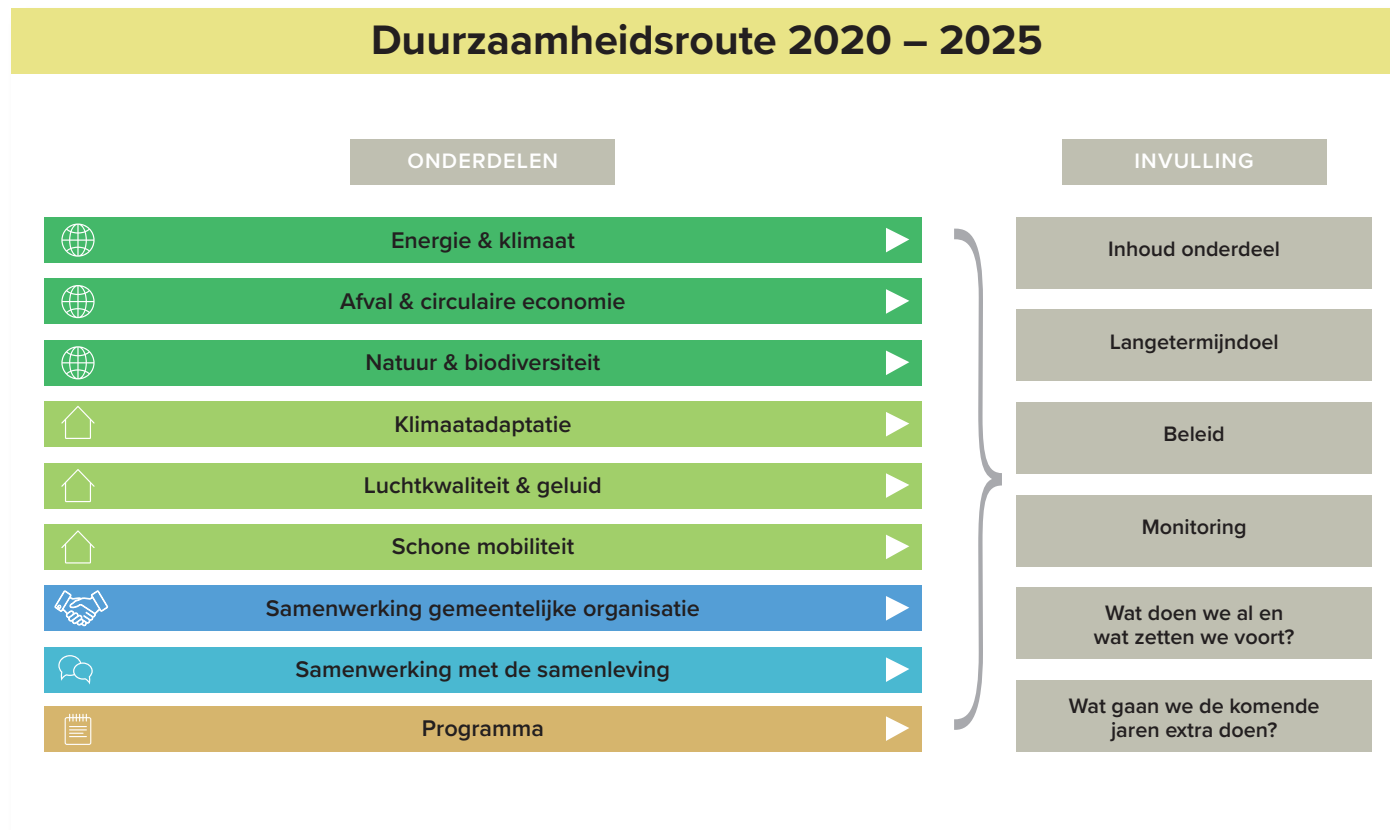 Duurzaamheidsroute 2020 – 2025
ONDERDELEN
Energie & klimaat
Afval & circulaire economie
Natuur & biodiversiteit
Klimaatadaptatie
Luchtkwaliteit & geluid
Schone mobiliteit
Samenwerking gemeentelijke organisatie
Samenwerking met de samenleving
Programma
INVULLING
Inhoud onderdeel
Langetermijndoel
Beleid
Monitoring
Wat doen we al en
wat zetten we voort?
Wat gaan we de komende
jaren extra doen?